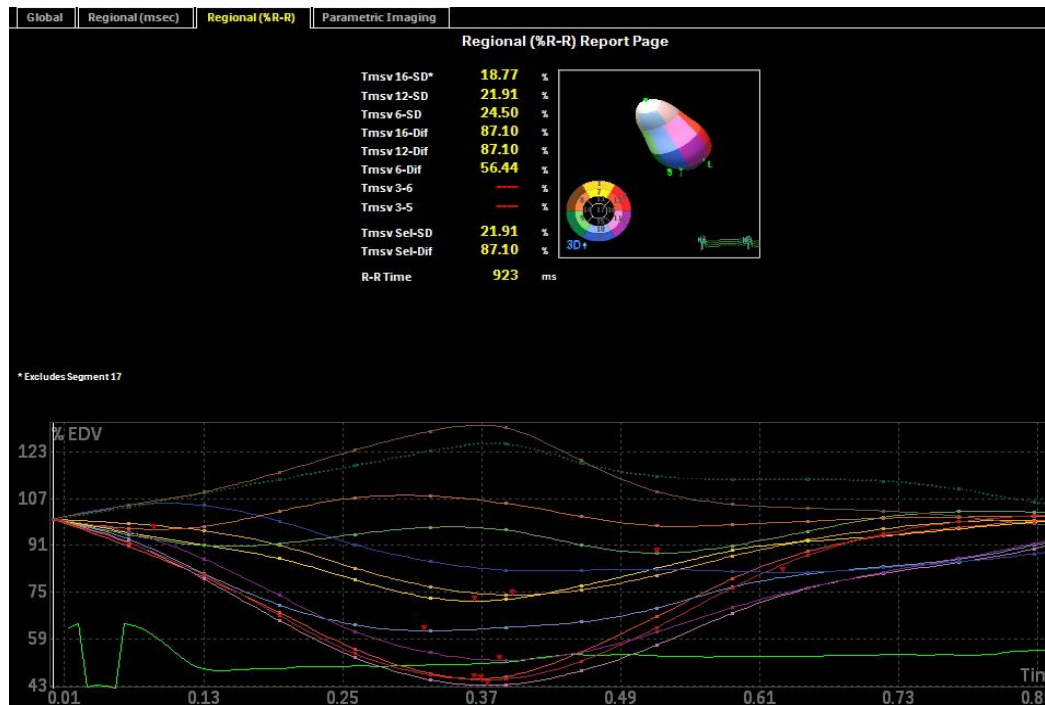 Global Regional (msec) Regional (%R-R) Parametric Imaging
Regional (%R-R) Report Page
Tmsv 16-SD* 18.77 %
Tmsv 12-SD 21.91 %
Tmsv 6-SD 24.50 %
Tmsv 16-Dif 87.10 %
Tmsv 12-Dif 87.10 %
Tmsv 6-Dif 56.44 %
Tmsv 3-6 ---- %
Tmsv 3-5 ---- %
Tmsv Sel-SD 21.91 %
Tmsv Sel-Dif 87.10 %
R-R Time 923 ms
S L
3D
* Excludes Segment 17
% EDV
123
107
91
75
59
43
Tim
0.01 0.13 0.25 0.37 0.49 0.61 0.73 0.8